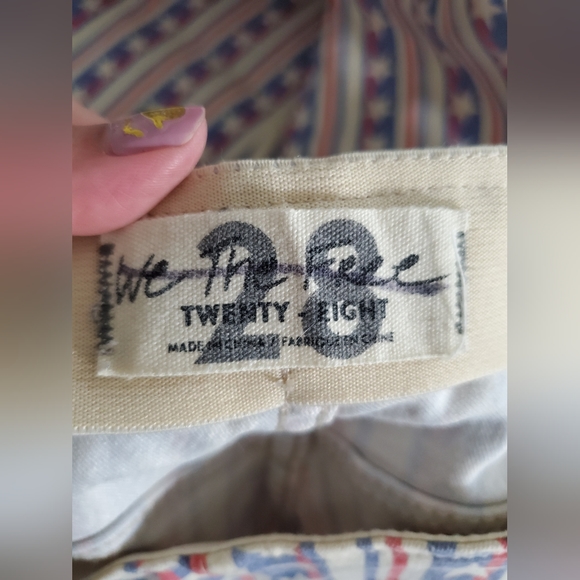 We The Free
28
TWENTY - EIGHT
MADE IN CHINA / FABRIQUE EN CHINE